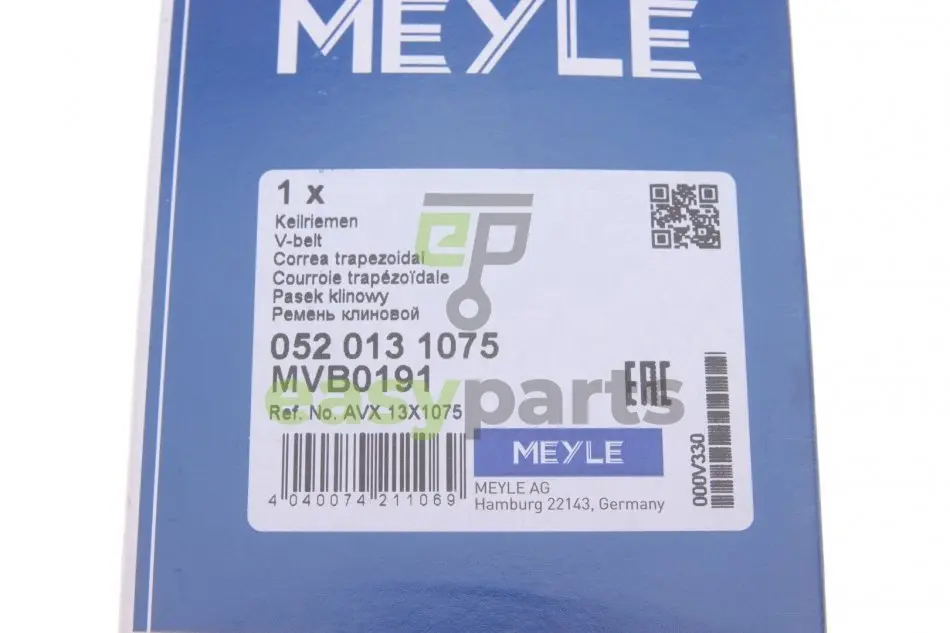 MEYLE
1 x
Keilriemen
V-belt
Correa trapezoidal
Courroie trapézoïdale
Pasek klinowy
Ремень клиновой
052 013 1075
MVB0191
Ref. No. AVX 13X1075
4 040074 211069
MEYLE
MEYLE AG
Hamburg 22143, Germany
EAC
000V330
ep
easyparts